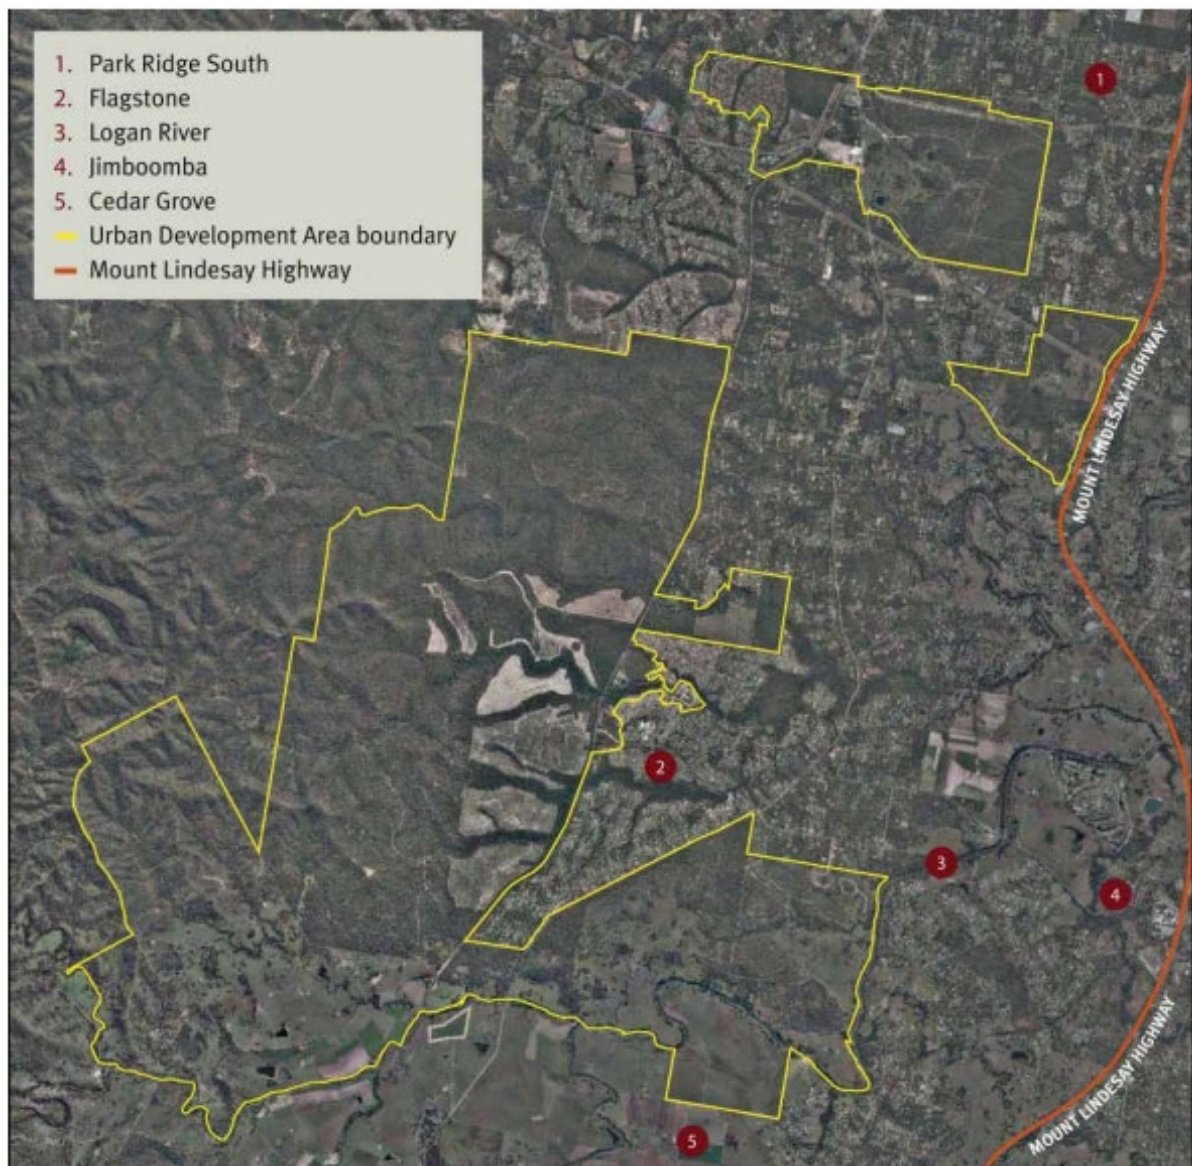 1. Park Ridge South
2. Flagstone
3. Logan River
4. Jimboomba
5. Cedar Grove
Urban Development Area boundary
Mount Lindesay Highway
1
MOUNT LINDESAY HIGHWAY
2
3
4
MOUNT LINDESAY HIGHWAY
5